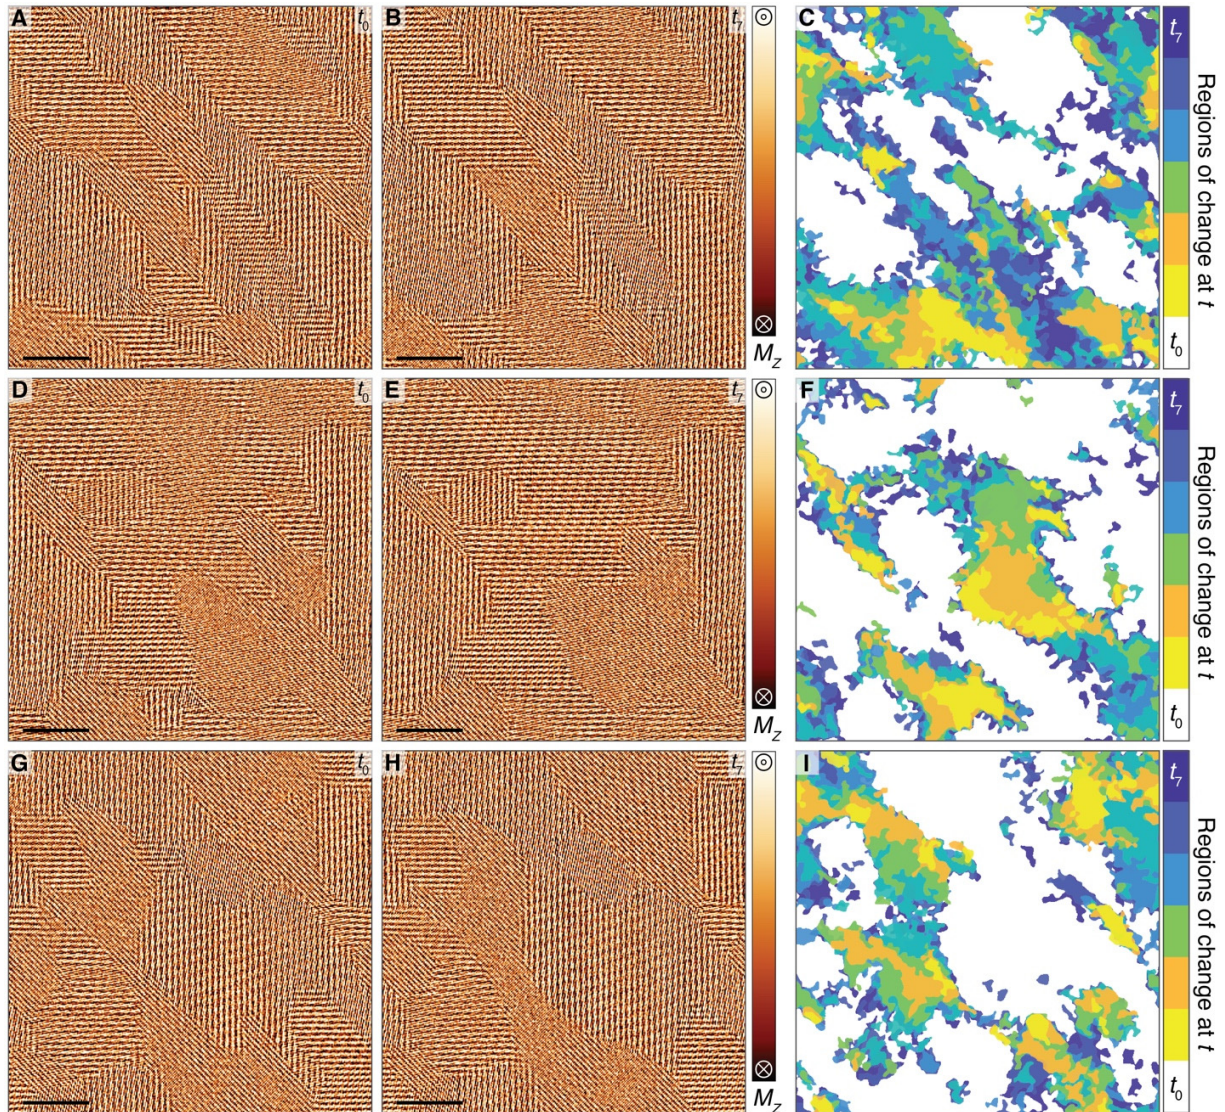 A t0 B t7 C t7
Regions of change at t
MZ t0
D t0 E t7 F t7
Regions of change at t
MZ t0
G t0 H t7 I t7
Regions of change at t
MZ t0